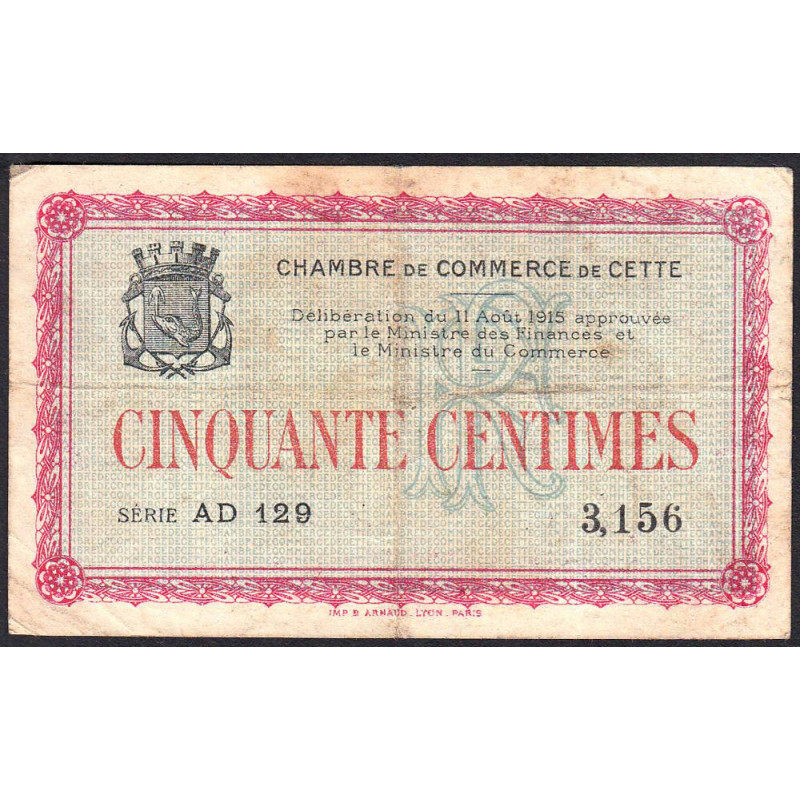 CHAMBRE DE COMMERCE DE CETTE
Délibération du 11 Août 1915 approuvée
par le Ministre des Finances et
le Ministre du Commerce
CINQUANTE CENTIMES
SÉRIE AD 129
3,156
IMP. B. ARNAUD. LYON. PARIS